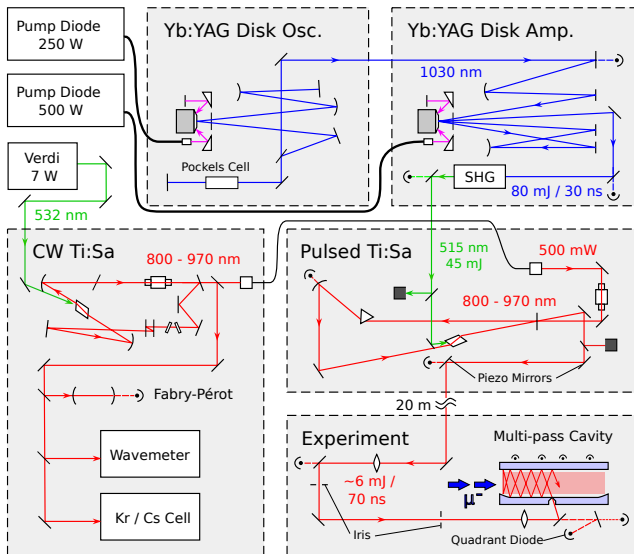 Pump Diode
250 W
Pump Diode
500 W
Yb:YAG Disk Osc.
Pockels Cell
Yb:YAG Disk Amp.
1030 nm
SHG
80 mJ / 30 ns
Verdi
7 W
532 nm
CW Ti:Sa
800 - 970 nm
Fabry-Pérot
Wavemeter
Kr / Cs Cell
Pulsed Ti:Sa
515 nm
45 mJ
500 mW
800 - 970 nm
Piezo Mirrors
20 m
Experiment
Multi-pass Cavity
~6 mJ /
70 ns
μ-
Iris
Quadrant Diode